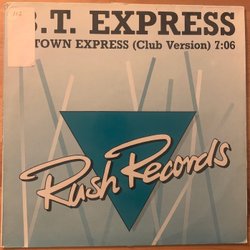 B.T. EXPRESS
TOWN EXPRESS (Club Version) 7:06
Rush Records